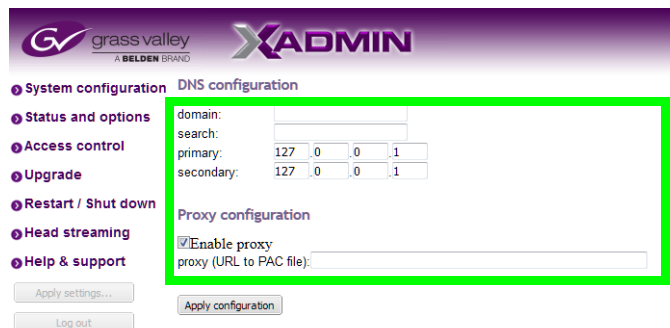 grass valley
A BELDEN BRAND
XADMIN
System configuration
Status and options
Access control
Upgrade
Restart / Shut down
Head streaming
Help & support
Apply settings...
Log out
DNS configuration
domain:
search:
primary: 127 .0 .0 .1
secondary: 127 .0 .0 .1
Proxy configuration
Enable proxy
proxy (URL to PAC file):
Apply configuration